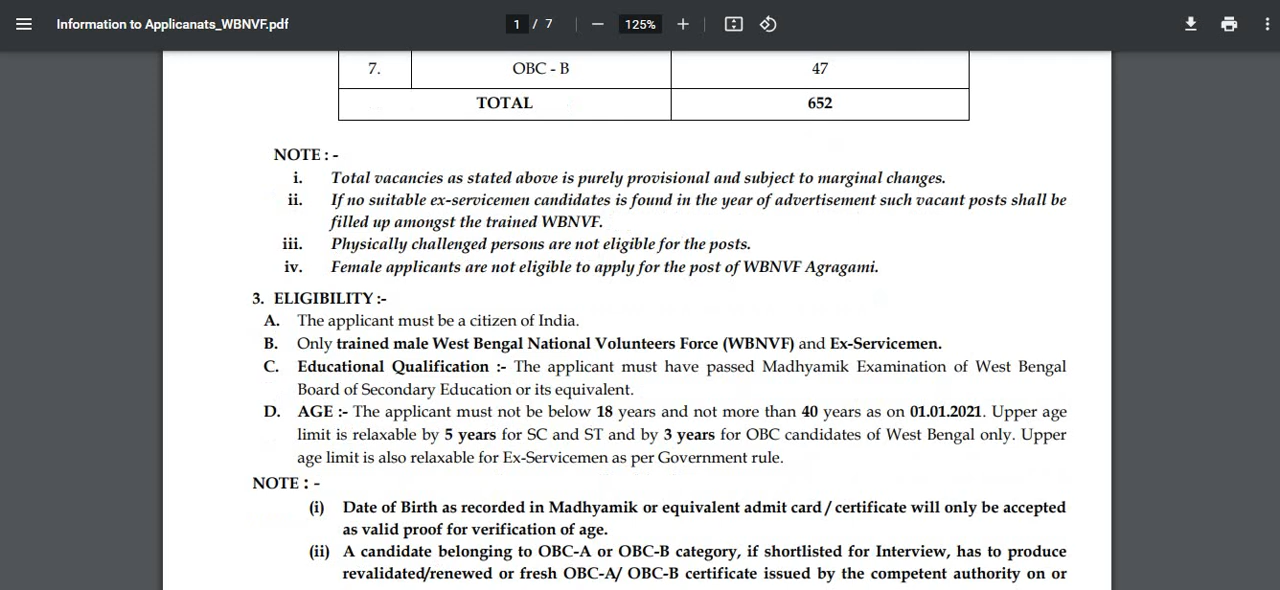 Information to Applicanats_WBNVF.pdf 1 / 7 125%
7. OBC - B 47
TOTAL 652
NOTE : -
i. Total vacancies as stated above is purely provisional and subject to marginal changes.
ii. If no suitable ex-servicemen candidates is found in the year of advertisement such vacant posts shall be
filled up amongst the trained WBNVF.
iii. Physically challenged persons are not eligible for the posts.
iv. Female applicants are not eligible to apply for the post of WBNVF Agragami.
3. ELIGIBILITY :-
A. The applicant must be a citizen of India.
B. Only trained male West Bengal National Volunteers Force (WBNVF) and Ex-Servicemen.
C. Educational Qualification :- The applicant must have passed Madhyamik Examination of West Bengal
Board of Secondary Education or its equivalent.
D. AGE :- The applicant must not be below 18 years and not more than 40 years as on 01.01.2021. Upper age
limit is relaxable by 5 years for SC and ST and by 3 years for OBC candidates of West Bengal only. Upper
age limit is also relaxable for Ex-Servicemen as per Government rule.
NOTE : -
(i) Date of Birth as recorded in Madhyamik or equivalent admit card / certificate will only be accepted
as valid proof for verification of age.
(ii) A candidate belonging to OBC-A or OBC-B category, if shortlisted for Interview, has to produce
revalidated/renewed or fresh OBC-A/ OBC-B certificate issued by the competent authority on or